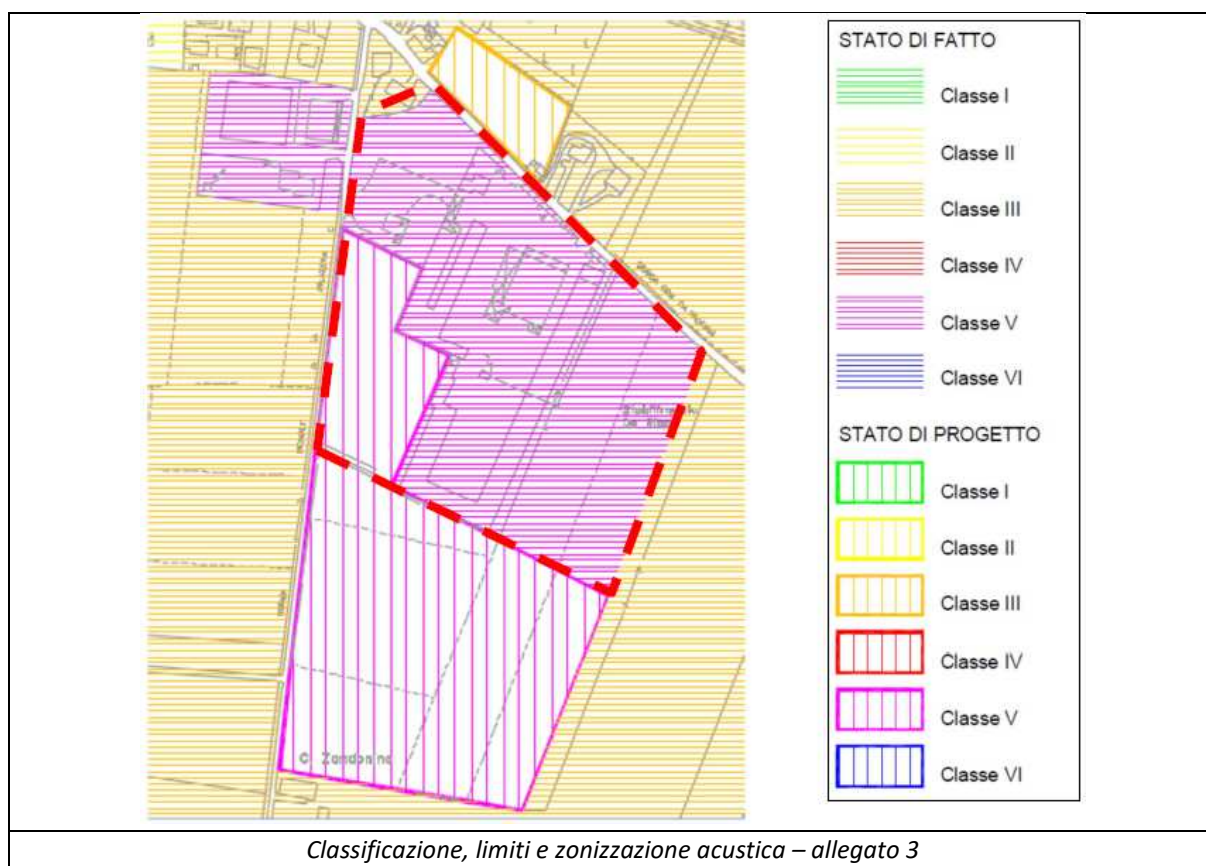 STATO DI FATTO
Classe I
Classe II
Classe III
Classe IV
Classe V
Classe VI
STATO DI PROGETTO
Classe I
Classe II
Classe III
Classe IV
Classe V
Classe VI
Classificazione, limiti e zonizzazione acustica – allegato 3